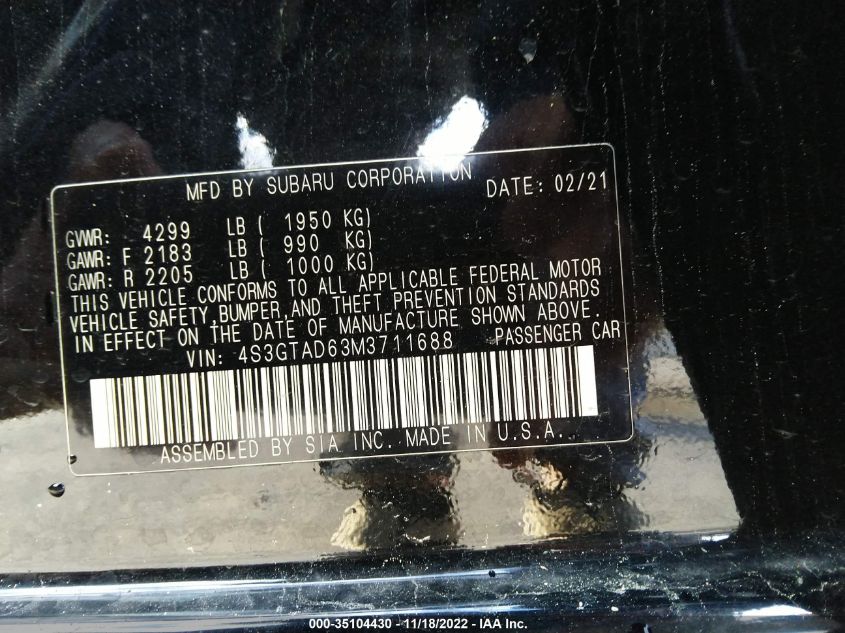 MFD BY SUBARU CORPORATION DATE: 02/21
GVWR: 4299 LB ( 1950 KG)
GAWR: F 2183 LB ( 990 KG)
GAWR: R 2205 LB ( 1000 KG)
THIS VEHICLE CONFORMS TO ALL APPLICABLE FEDERAL MOTOR
VEHICLE SAFETY, BUMPER, AND THEFT PREVENTION STANDARDS
IN EFFECT ON THE DATE OF MANUFACTURE SHOWN ABOVE.
VIN: 4S3GTAD63M3711688 PASSENGER CAR
ASSEMBLED BY SIA INC. MADE IN U.S.A.
000-35104430 - 11/18/2022 - IAA Inc.